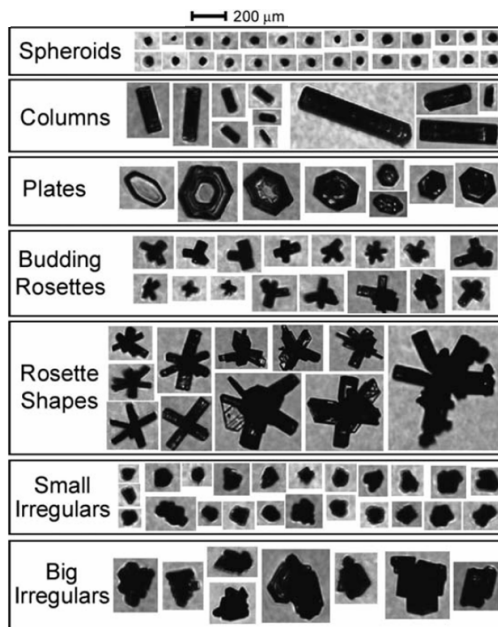 200 μm
Spheroids
Columns
Plates
Budding
Rosettes
Rosette
Shapes
Small
Irregulars
Big
Irregulars